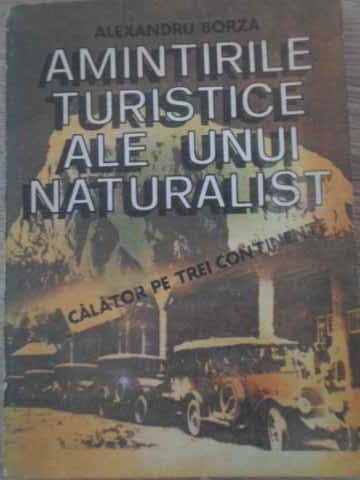 ALEXANDRU BORZA
AMINTIRILE
TURISTICE
ALE UNUI
NATURALIST
CĂLĂTOR PE TREI CONTINENTE